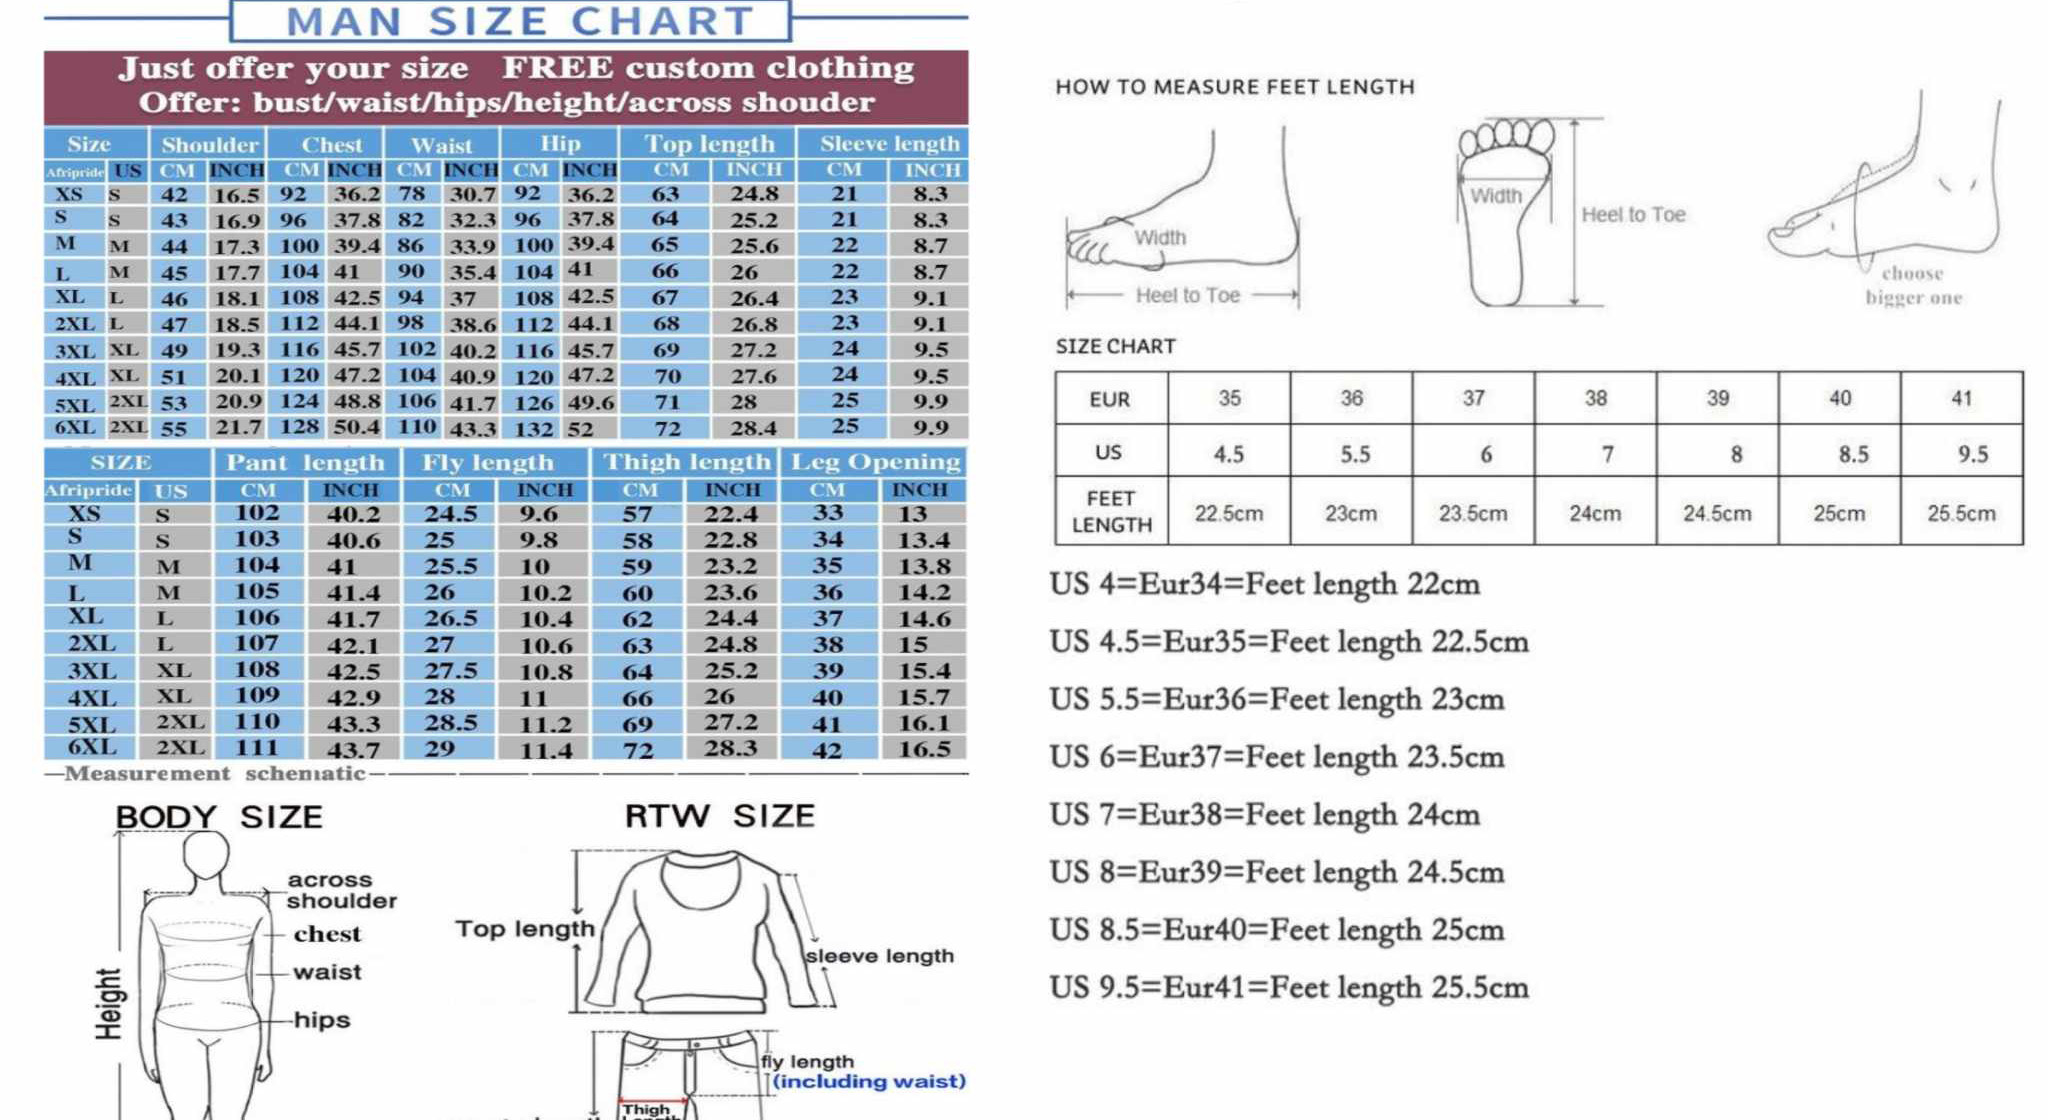 MAN SIZE CHART
Just offer your size FREE custom clothing
Offer: bust/waist/hips/height/across shouder
Size Shoulder Chest Waist Hip Top length Sleeve length
Afripride US CM INCH CM INCH CM INCH CM INCH CM INCH CM INCH
XS S 42 16.5 92 36.2 78 30.7 92 36.2 63 24.8 21 8.3
S S 43 16.9 96 37.8 82 32.3 96 37.8 64 25.2 21 8.3
M M 44 17.3 100 39.4 86 33.9 100 39.4 65 25.6 22 8.7
L M 45 17.7 104 41 90 35.4 104 41 66 26 22 8.7
XL L 46 18.1 108 42.5 94 37 108 42.5 67 26.4 23 9.1
2XL L 47 18.5 112 44.1 98 38.6 112 44.1 68 26.8 23 9.1
3XL XL 49 19.3 116 45.7 102 40.2 116 45.7 69 27.2 24 9.5
4XL XL 51 20.1 120 47.2 104 40.9 120 47.2 70 27.6 24 9.5
5XL 2XL 53 20.9 124 48.8 106 41.7 126 49.6 71 28 25 9.9
6XL 2XL 55 21.7 128 50.4 110 43.3 132 52 72 28.4 25 9.9
SIZE Pant length Fly length Thigh length Leg Opening
Afripride US CM INCH CM INCH CM INCH CM INCH
XS S 102 40.2 24.5 9.6 57 22.4 33 13
S S 103 40.6 25 9.8 58 22.8 34 13.4
M M 104 41 25.5 10 59 23.2 35 13.8
L M 105 41.4 26 10.2 60 23.6 36 14.2
XL L 106 41.7 26.5 10.4 62 24.4 37 14.6
2XL L 107 42.1 27 10.6 63 24.8 38 15
3XL XL 108 42.5 27.5 10.8 64 25.2 39 15.4
4XL XL 109 42.9 28 11 66 26 40 15.7
5XL 2XL 110 43.3 28.5 11.2 69 27.2 41 16.1
6XL 2XL 111 43.7 29 11.4 72 28.3 42 16.5
Measurement schematic
BODY SIZE
across
shoulder
chest
waist
hips
Height
RTW SIZE
Top length
sleeve length
fly length
(including waist)
Thigh
HOW TO MEASURE FEET LENGTH
Width
Heel to Toe
Width
Heel to Toe
choose
bigger one
SIZE CHART
EUR 35 36 37 38 39 40 41
US 4.5 5.5 6 7 8 8.5 9.5
FEET
LENGTH 22.5cm 23cm 23.5cm 24cm 24.5cm 25cm 25.5cm
US 4=Eur34=Feet length 22cm
US 4.5=Eur35=Feet length 22.5cm
US 5.5=Eur36=Feet length 23cm
US 6=Eur37=Feet length 23.5cm
US 7=Eur38=Feet length 24cm
US 8=Eur39=Feet length 24.5cm
US 8.5=Eur40=Feet length 25cm
US 9.5=Eur41=Feet length 25.5cm